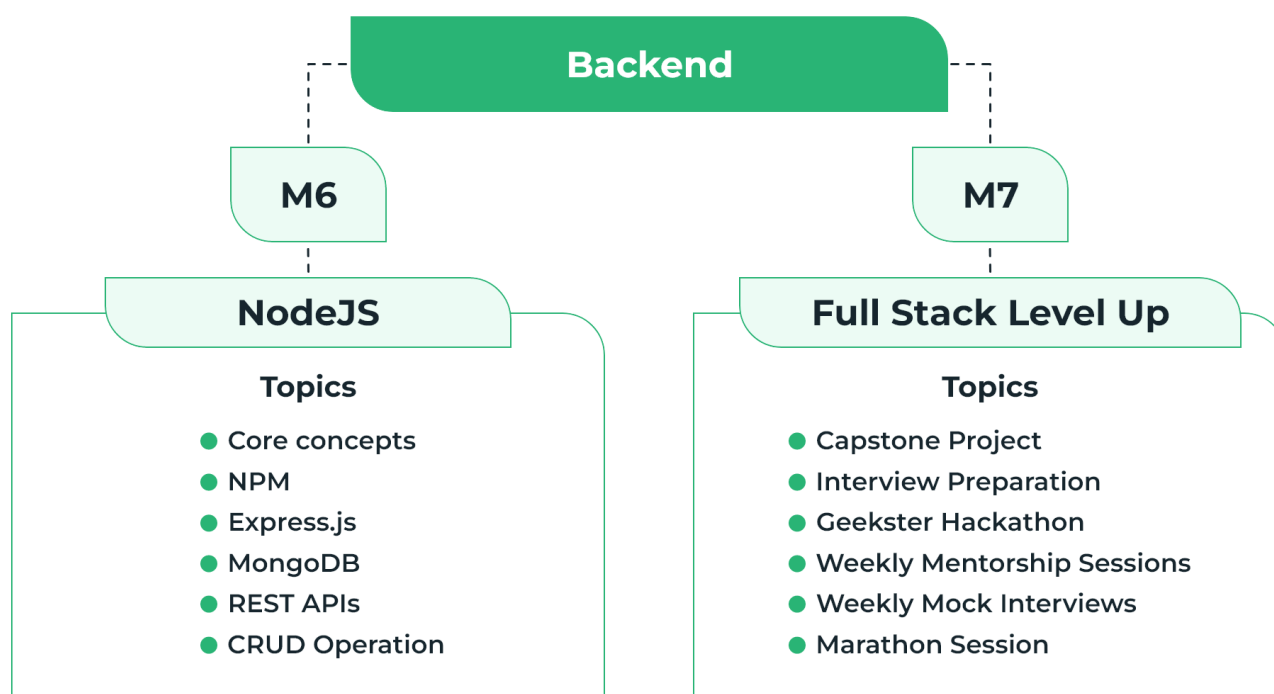 Backend
M6
NodeJS
Topics
Core concepts
NPM
Express.js
MongoDB
REST APIs
CRUD Operation
M7
Full Stack Level Up
Topics
Capstone Project
Interview Preparation
Geekster Hackathon
Weekly Mentorship Sessions
Weekly Mock Interviews
Marathon Session